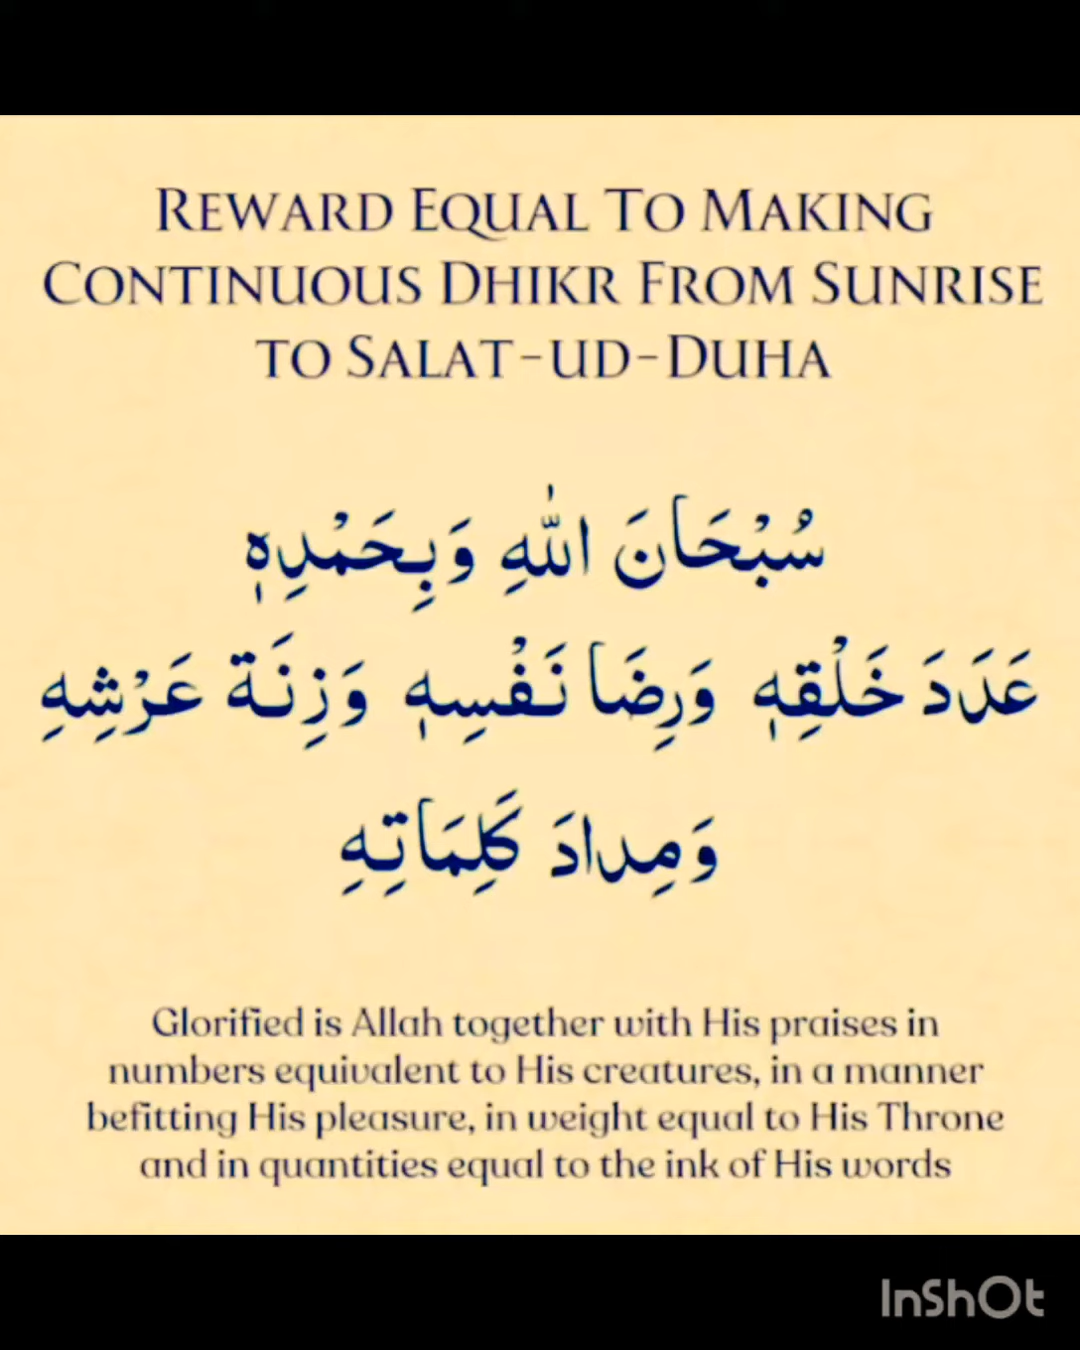 REWARD EQUAL TO MAKING
CONTINUOUS DHIKR FROM SUNRISE
TO SALAT-UD-DUHA
سُبْحَانَ اللّٰهِ وَبِحَمْدِهٖ
عَدَدَ خَلْقِهٖ وَرِضَا نَفْسِهٖ وَزِنَةَ عَرْشِهِ
وَمِدادَ كَلِمَاتِهِ
Glorified is Allah together with His praises in
numbers equivalent to His creatures, in a manner
befitting His pleasure, in weight equal to His Throne
and in quantities equal to the ink of His words
InShOt